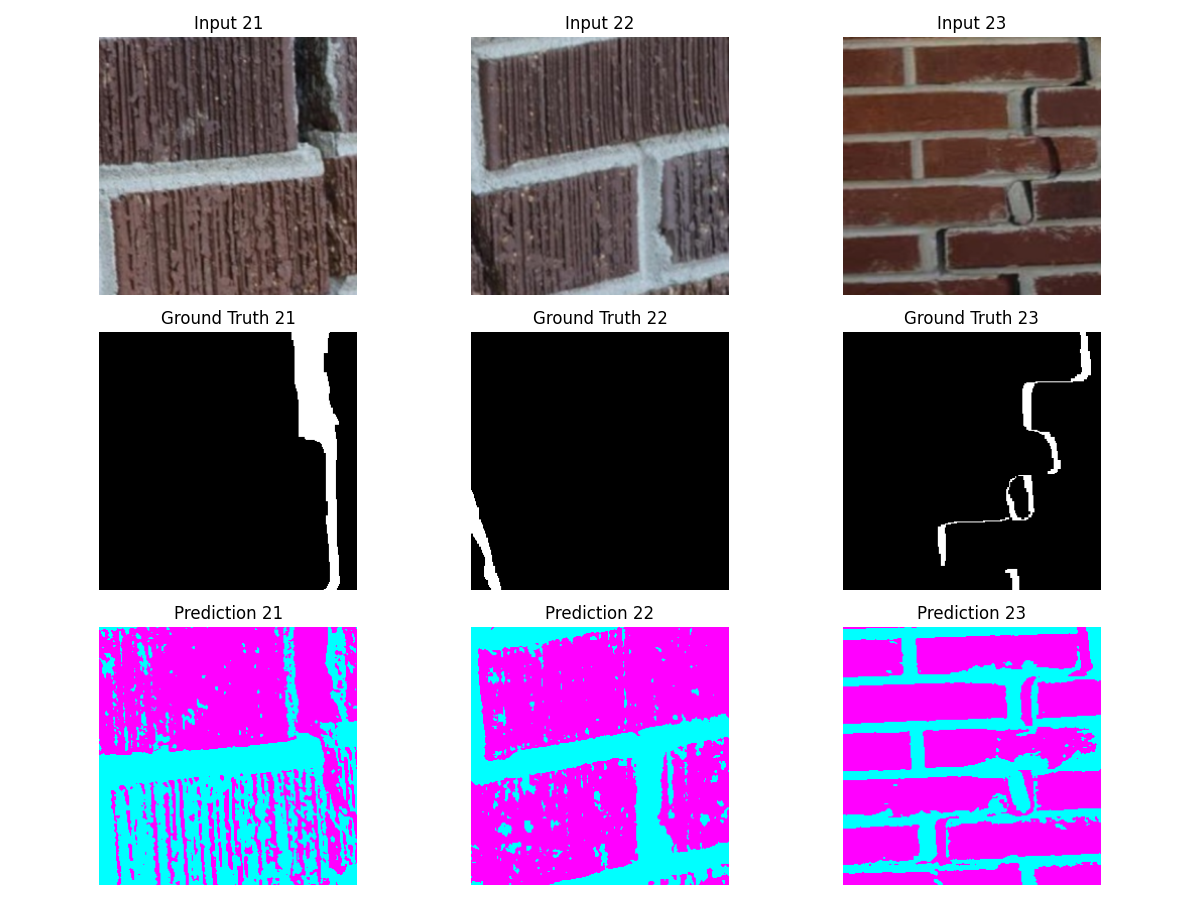 Input 21
Input 22
Input 23
Ground Truth 21
Ground Truth 22
Ground Truth 23
Prediction 21
Prediction 22
Prediction 23